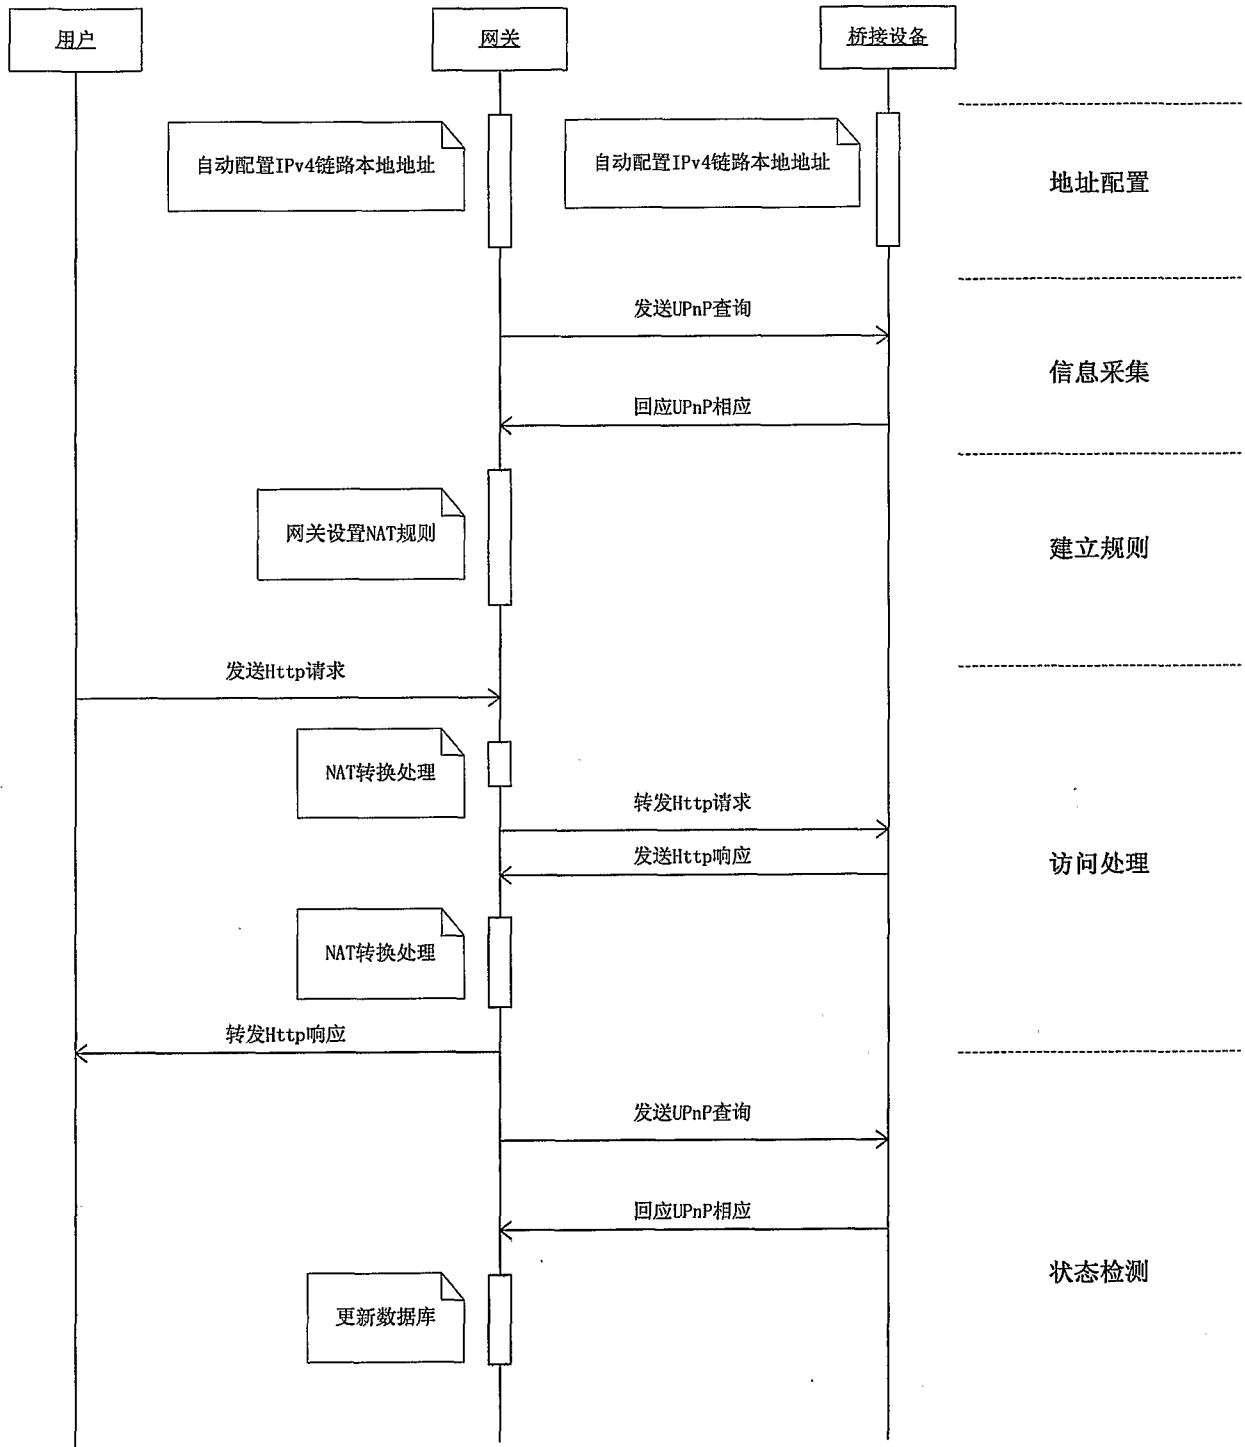 用户
网关
桥接设备
自动配置IPv4链路本地地址
自动配置IPv4链路本地地址
地址配置
发送UPnP查询
信息采集
回应UPnP相应
网关设置NAT规则
建立规则
发送Http请求
NAT转换处理
转发Http请求
发送Http响应
访问处理
NAT转换处理
转发Http响应
发送UPnP查询
回应UPnP相应
状态检测
更新数据库